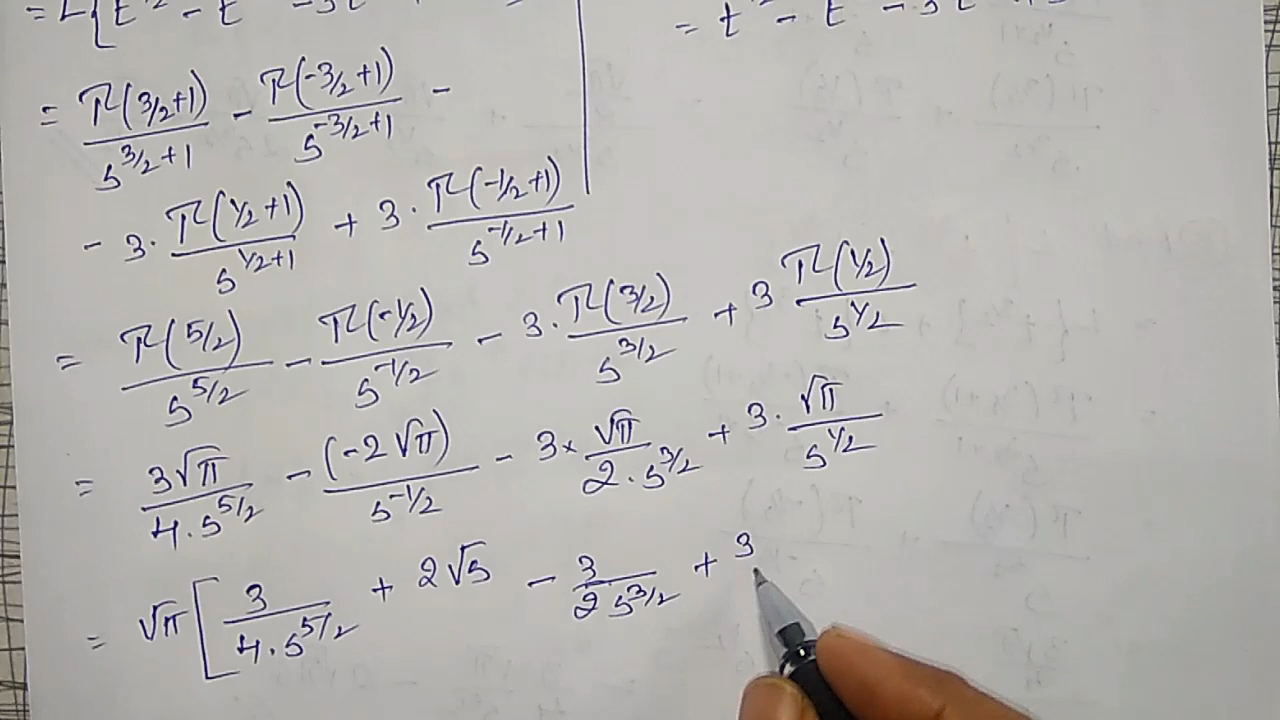 = L{t
= t
= Γ(3/2+1)/s^(3/2+1) - Γ(-3/2+1)/s^(-3/2+1) -
- 3·Γ(1/2+1)/s^(1/2+1) + 3·Γ(-1/2+1)/s^(-1/2+1)
= Γ(5/2)/s^(5/2) - Γ(-1/2)/s^(-1/2) - 3·Γ(3/2)/s^(3/2) + 3 Γ(1/2)/s^(1/2)
= 3√π/4·s^(5/2) - (-2√π)/s^(-1/2) - 3×√π/2·s^(3/2) + 3·√π/s^(1/2)
= √π[3/4·s^(5/2) + 2√s - 3/2 s^(3/2) + 3